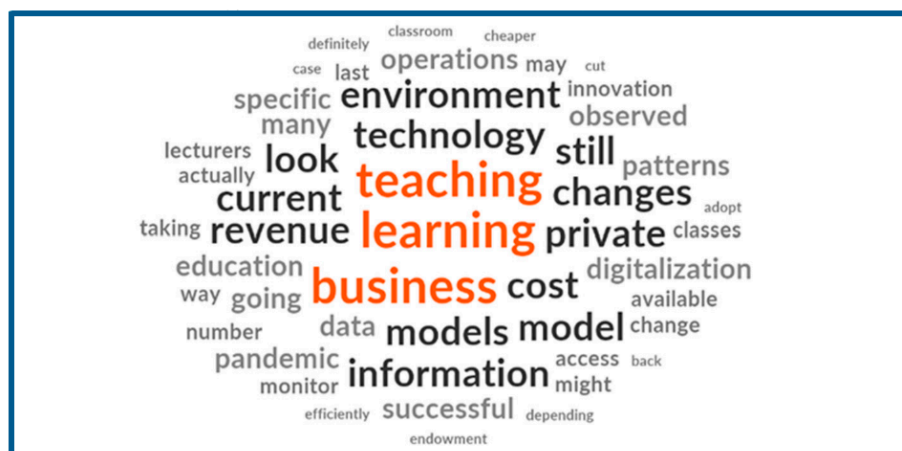 classroom cheaper
definitely operations may cut
case last
specific environment innovation
many technology observed
lecturers look still patterns
actually teaching
current changes adopt
taking revenue learning private classes
education business cost digitalization
way going available
number data models model change
pandemic information access back
monitor might
efficiently successful depending
endowment